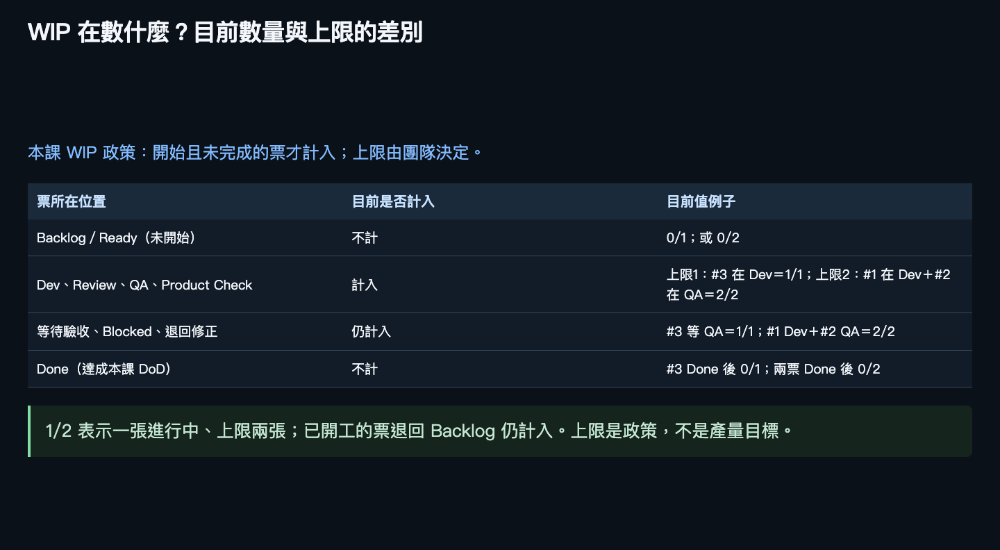 WIP 在數什麼？目前數量與上限的差別
本課 WIP 政策：開始且未完成的票才計入；上限由團隊決定。
票所在位置 目前是否計入 目前值例子
Backlog / Ready（未開始） 不計 0/1；或 0/2
Dev、Review、QA、Product Check 計入 上限1：#3 在 Dev＝1/1；上限2：#1 在 Dev＋#2
在 QA＝2/2
等待驗收、Blocked、退回修正 仍計入 #3 等 QA＝1/1；#1 Dev＋#2 QA＝2/2
Done（達成本課 DoD） 不計 #3 Done 後 0/1；兩票 Done 後 0/2
1/2 表示一張進行中、上限兩張；已開工的票退回 Backlog 仍計入。上限是政策，不是產量目標。